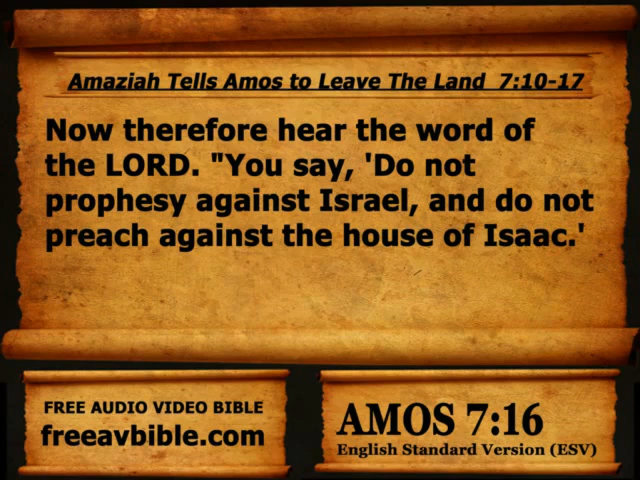 Amaziah Tells Amos to Leave The Land  7:10-17
Now therefore hear the word of
the LORD. "You say, 'Do not
prophesy against Israel, and do not
preach against the house of Isaac.'
FREE AUDIO VIDEO BIBLE
freeavbible.com
AMOS 7:16
English Standard Version (ESV)